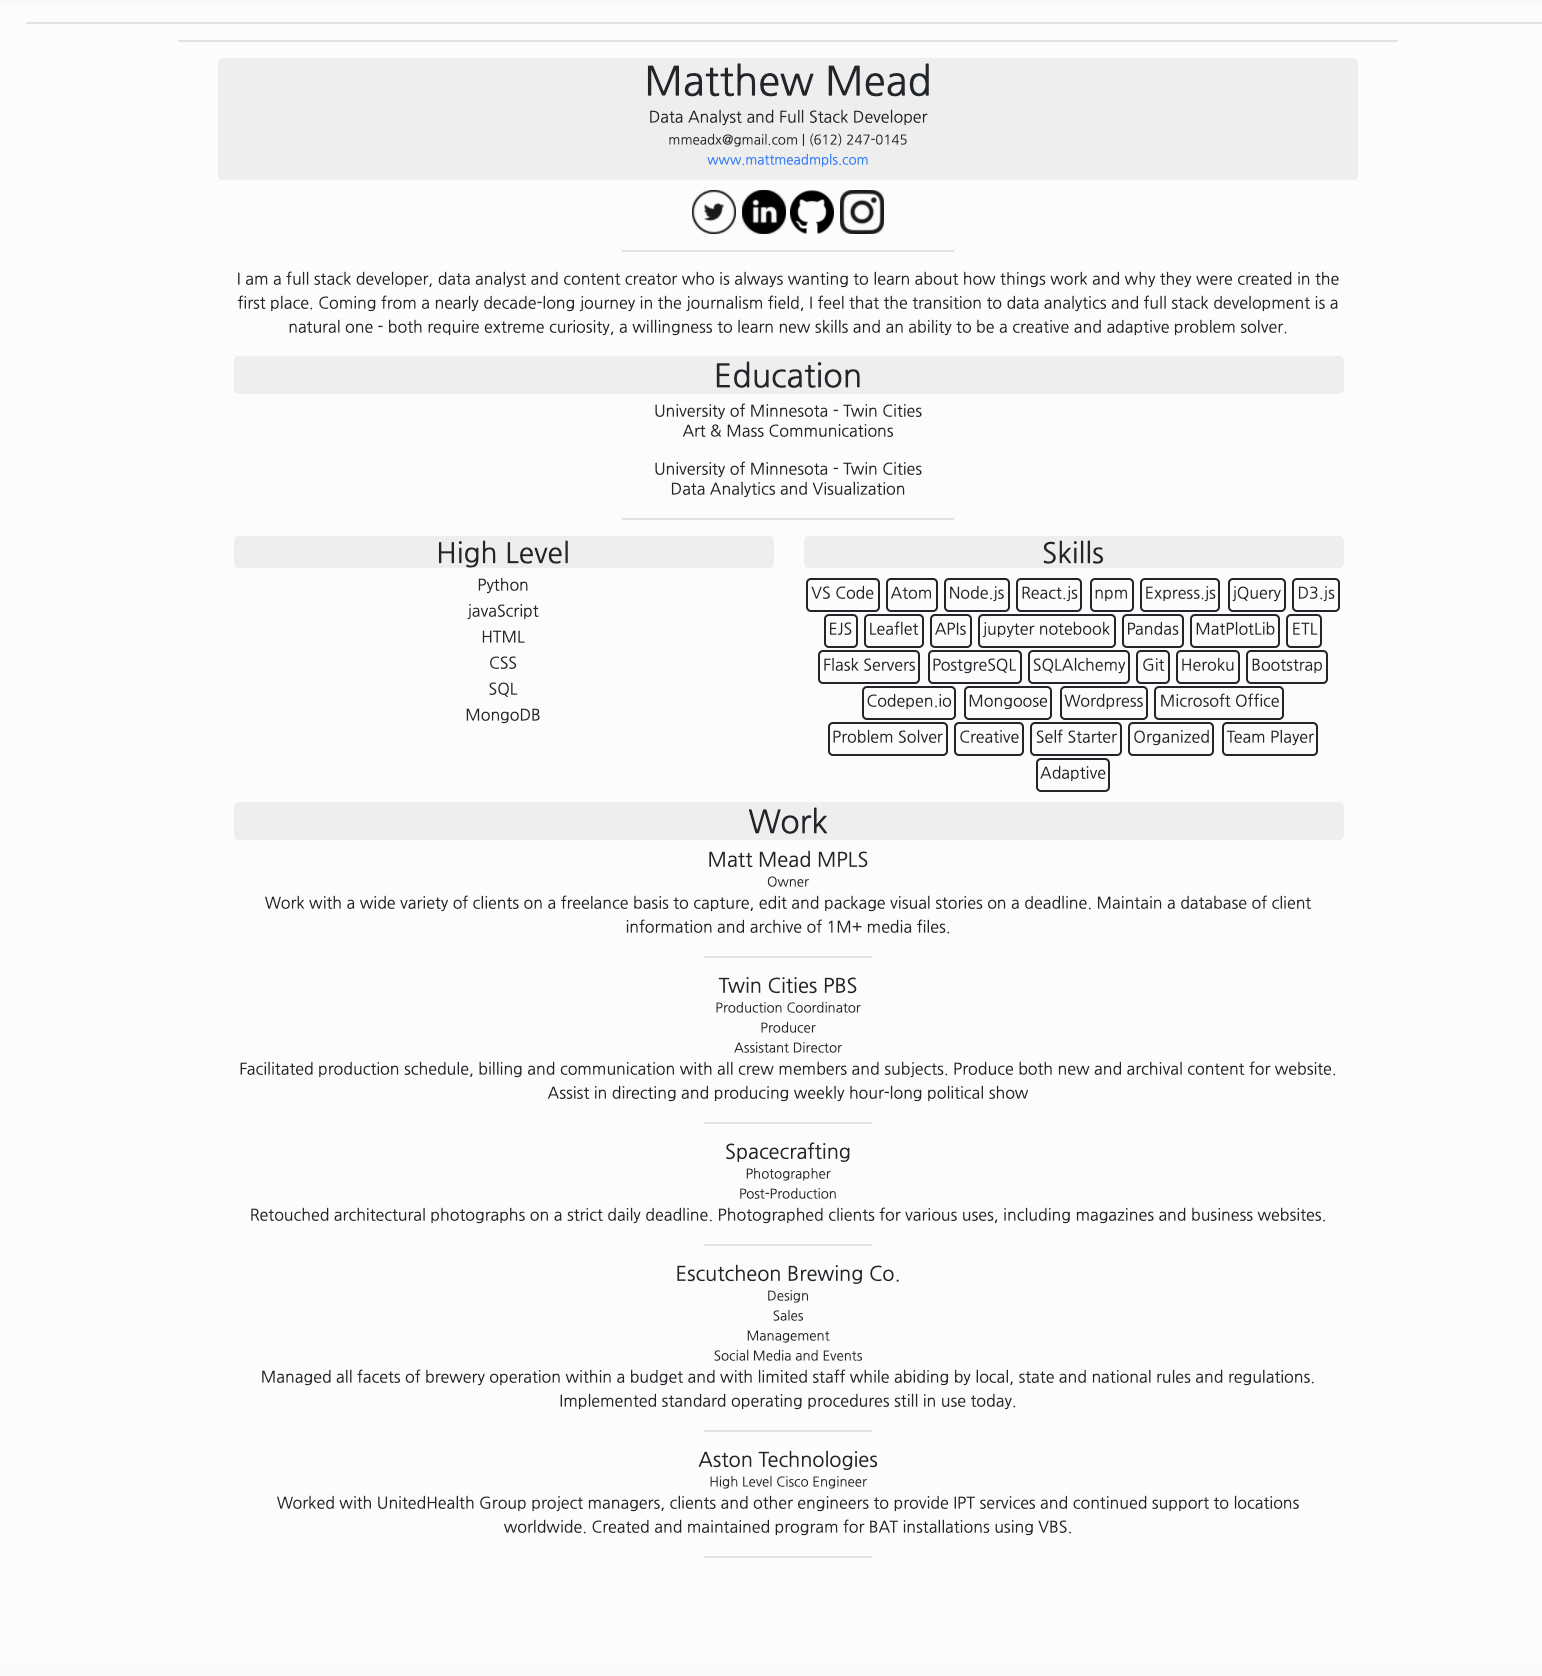 Matthew Mead
Data Analyst and Full Stack Developer
mmeadx@gmail.com | (612) 247-0145
www.mattmeadmpls.com
in
I am a full stack developer, data analyst and content creator who is always wanting to learn about how things work and why they were created in the
first place. Coming from a nearly decade-long journey in the journalism field, I feel that the transition to data analytics and full stack development is a
natural one - both require extreme curiosity, a willingness to learn new skills and an ability to be a creative and adaptive problem solver.
Education
University of Minnesota - Twin Cities
Art & Mass Communications
University of Minnesota - Twin Cities
Data Analytics and Visualization
High Level
Python
javaScript
HTML
CSS
SQL
MongoDB
Skills
VS Code Atom Node.js React.js npm Express.js jQuery D3.js
EJS Leaflet APIs jupyter notebook Pandas MatPlotLib ETL
Flask Servers PostgreSQL SQLAlchemy Git Heroku Bootstrap
Codepen.io Mongoose Wordpress Microsoft Office
Problem Solver Creative Self Starter Organized Team Player
Adaptive
Work
Matt Mead MPLS
Owner
Work with a wide variety of clients on a freelance basis to capture, edit and package visual stories on a deadline. Maintain a database of client
information and archive of 1M+ media files.
Twin Cities PBS
Production Coordinator
Producer
Assistant Director
Facilitated production schedule, billing and communication with all crew members and subjects. Produce both new and archival content for website.
Assist in directing and producing weekly hour-long political show
Spacecrafting
Photographer
Post-Production
Retouched architectural photographs on a strict daily deadline. Photographed clients for various uses, including magazines and business websites.
Escutcheon Brewing Co.
Design
Sales
Management
Social Media and Events
Managed all facets of brewery operation within a budget and with limited staff while abiding by local, state and national rules and regulations.
Implemented standard operating procedures still in use today.
Aston Technologies
High Level Cisco Engineer
Worked with UnitedHealth Group project managers, clients and other engineers to provide IPT services and continued support to locations
worldwide. Created and maintained program for BAT installations using VBS.